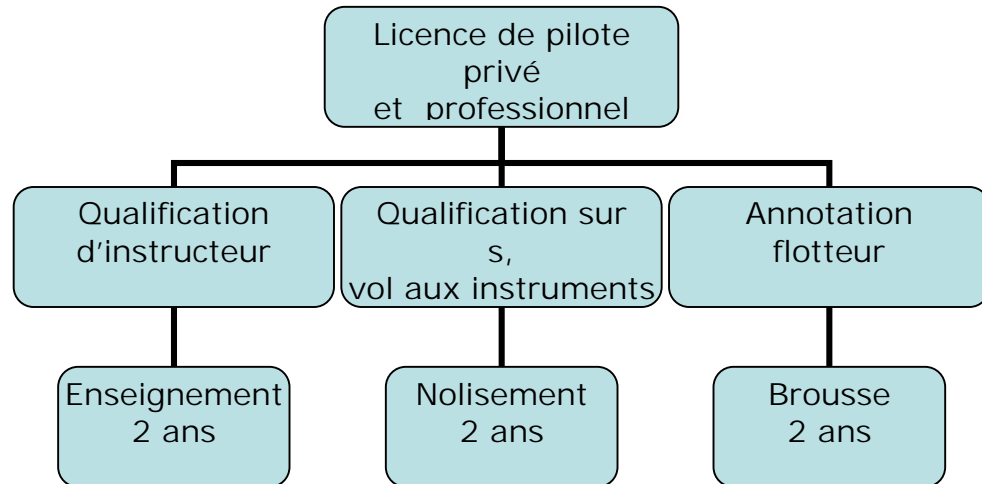 Licence de pilote
privé
et professionnel
Qualification
d'instructeur
Qualification sur
s,
vol aux instruments
Annotation
flotteur
Enseignement
2 ans
Nolisement
2 ans
Brousse
2 ans